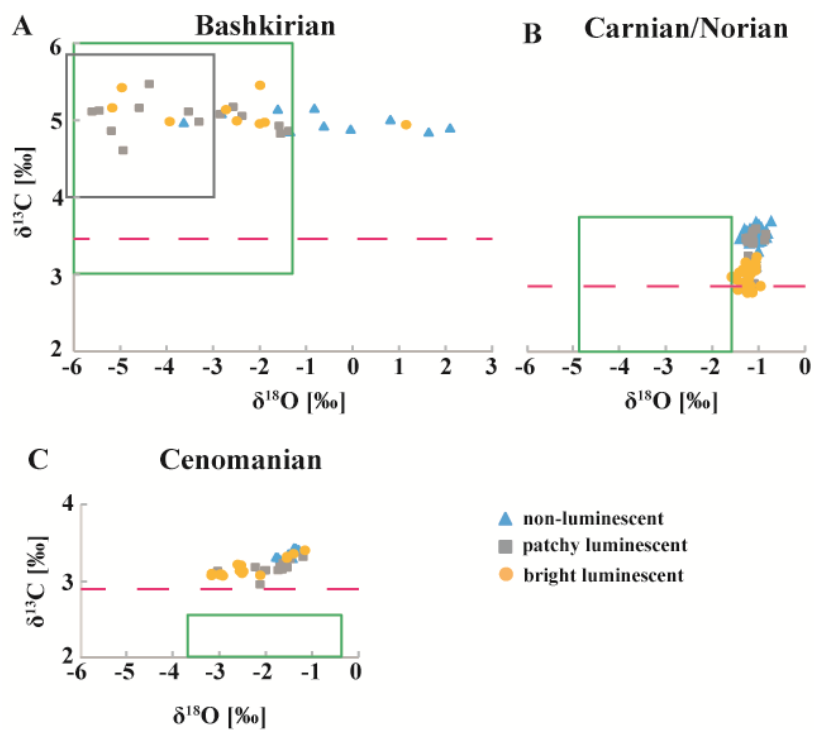 A
Bashkirian
6
5
4
3
2
δ13C [‰]
-6 -5 -4 -3 -2 -1 0 1 2 3
δ18O [‰]
B
Carnian/Norian
-6 -5 -4 -3 -2 -1 0
δ18O [‰]
C
Cenomanian
4
3
2
δ13C [‰]
-6 -5 -4 -3 -2 -1 0
δ18O [‰]
non-luminescent
patchy luminescent
bright luminescent